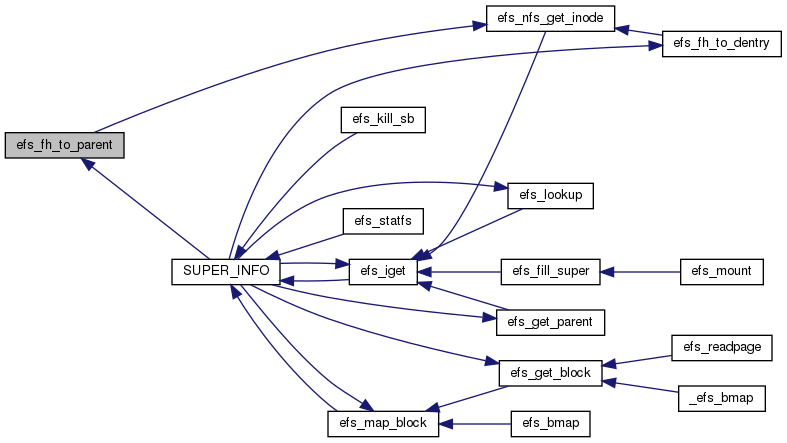 efs_nfs_get_inode
efs_fh_to_dentry
efs_kill_sb
efs_fh_to_parent
efs_lookup
efs_statfs
SUPER_INFO
efs_iget
efs_fill_super
efs_mount
efs_get_parent
efs_readpage
efs_get_block
_efs_bmap
efs_map_block
efs_bmap